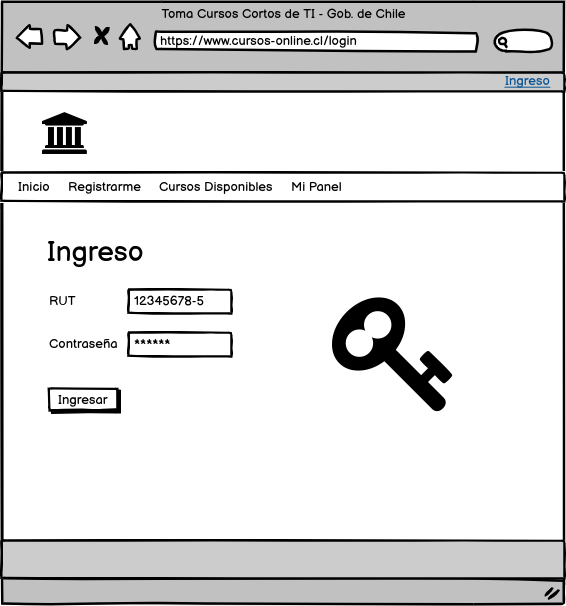 Toma Cursos Cortos de TI - Gob. de Chile
https://www.cursos-online.cl/login
Ingreso
Inicio Registrarme Cursos Disponibles Mi Panel
Ingreso
RUT 12345678-5
Contraseña ******
Ingresar